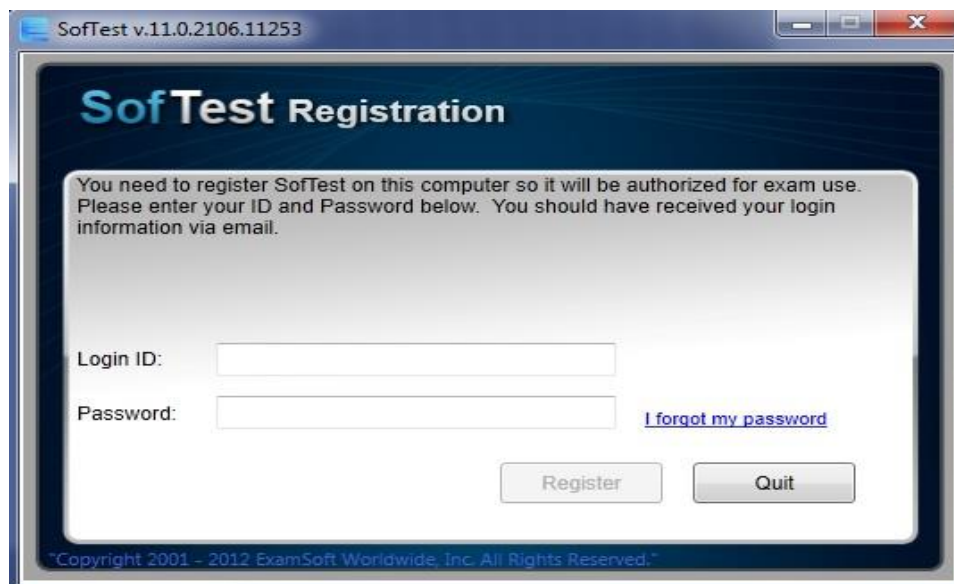 SofTest v.11.0.2106.11253
SofTest Registration
You need to register SofTest on this computer so it will be authorized for exam use.
Please enter your ID and Password below.  You should have received your login
information via email.
Login ID:
Password:
I forgot my password
Register
Quit
"Copyright 2001 - 2012 ExamSoft Worldwide, Inc. All Rights Reserved."